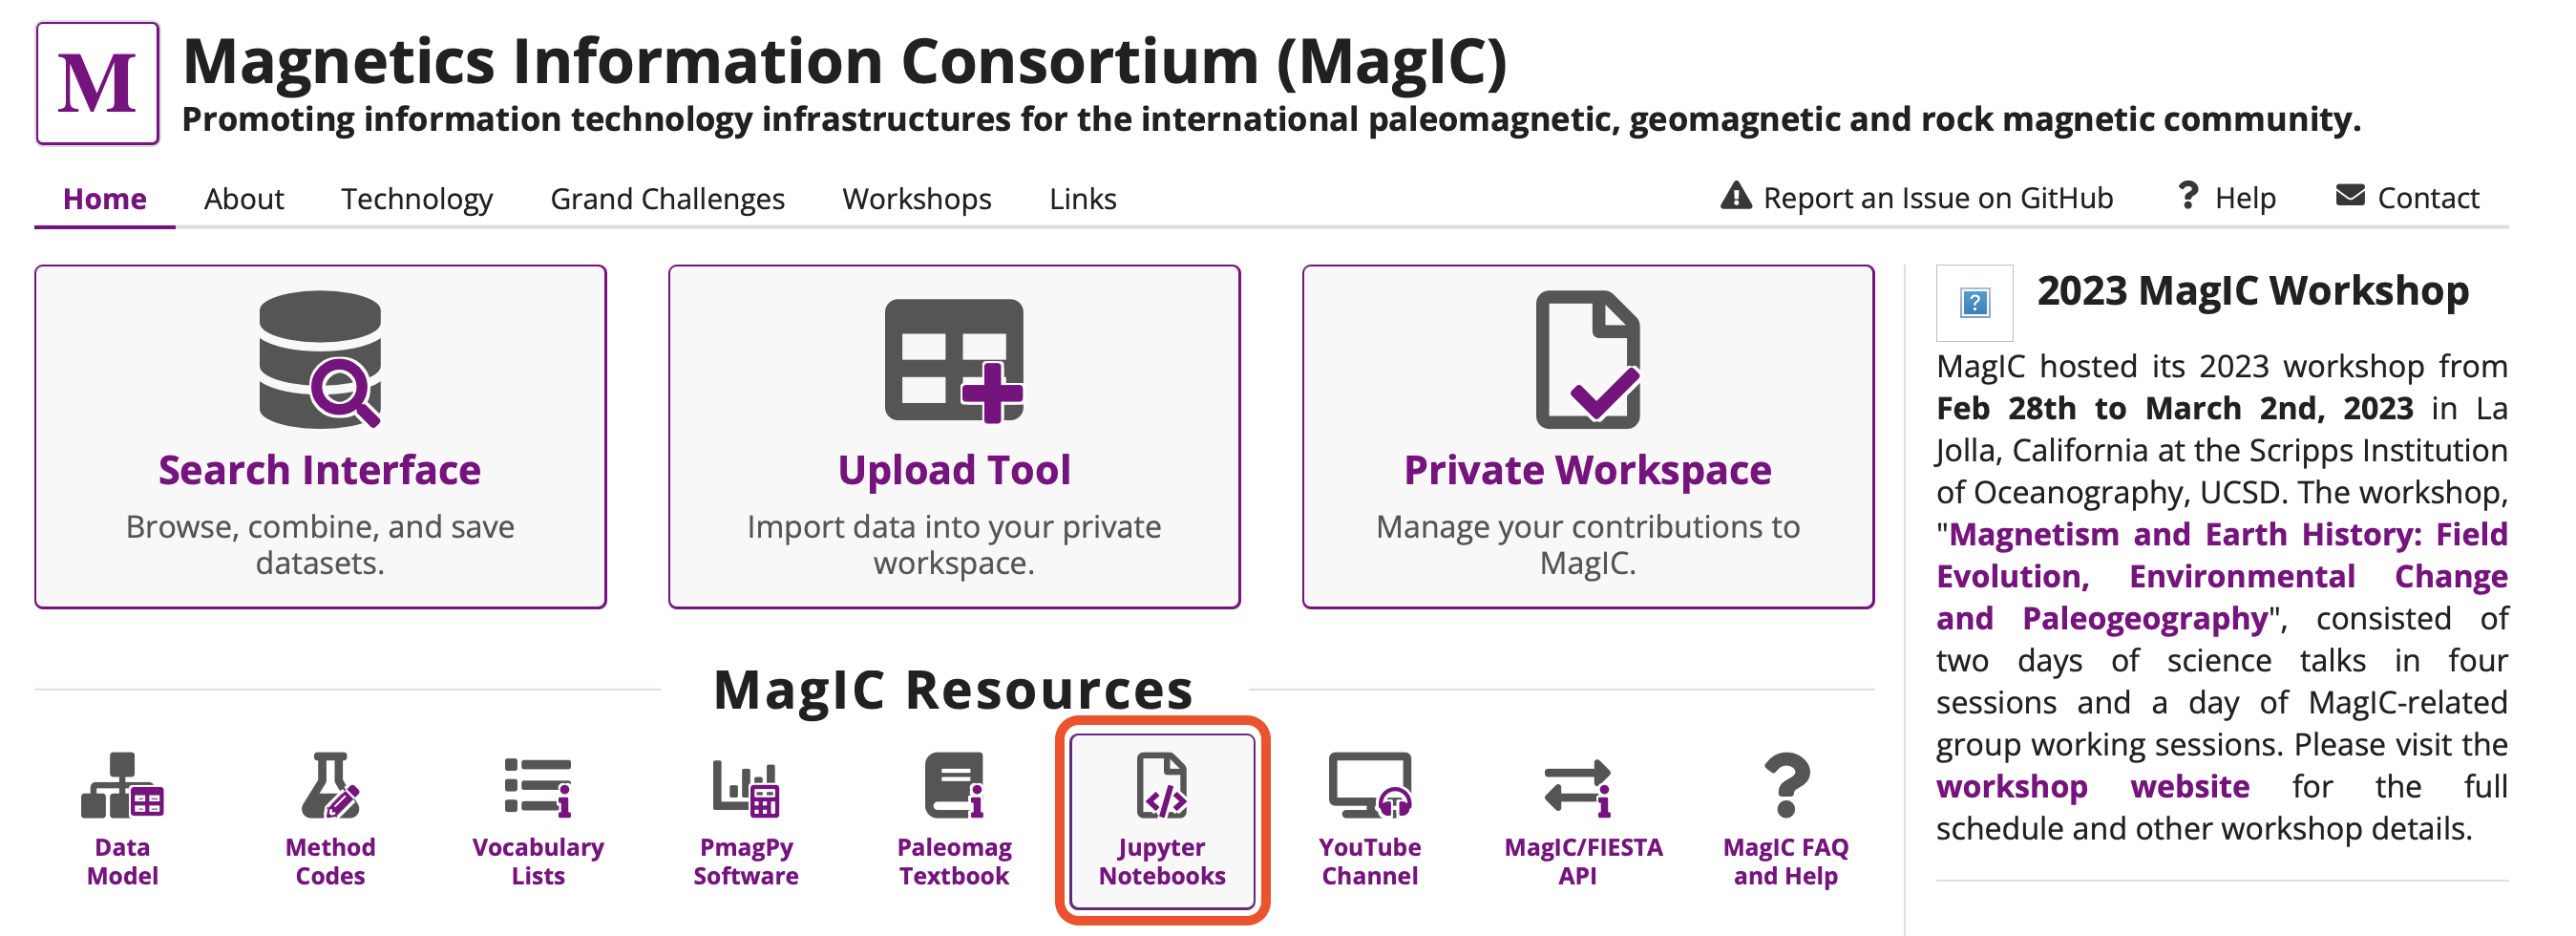 M
Magnetics Information Consortium (MagIC)
Promoting information technology infrastructures for the international paleomagnetic, geomagnetic and rock magnetic community.
Home About Technology Grand Challenges Workshops Links Report an Issue on GitHub ? Help Contact
Search Interface
Browse, combine, and save
datasets.
Upload Tool
Import data into your private
workspace.
Private Workspace
Manage your contributions to
MagIC.
MagIC Resources
Data
Model
Method
Codes
Vocabulary
Lists
PmagPy
Software
Paleomag
Textbook
Jupyter
Notebooks
YouTube
Channel
MagIC/FIESTA
API
MagIC FAQ
and Help
2023 MagIC Workshop
MagIC hosted its 2023 workshop from
Feb 28th to March 2nd, 2023 in La
Jolla, California at the Scripps Institution
of Oceanography, UCSD. The workshop,
"Magnetism and Earth History: Field
Evolution, Environmental Change
and Paleogeography", consisted of
two days of science talks in four
sessions and a day of MagIC-related
group working sessions. Please visit the
workshop website for the full
schedule and other workshop details.